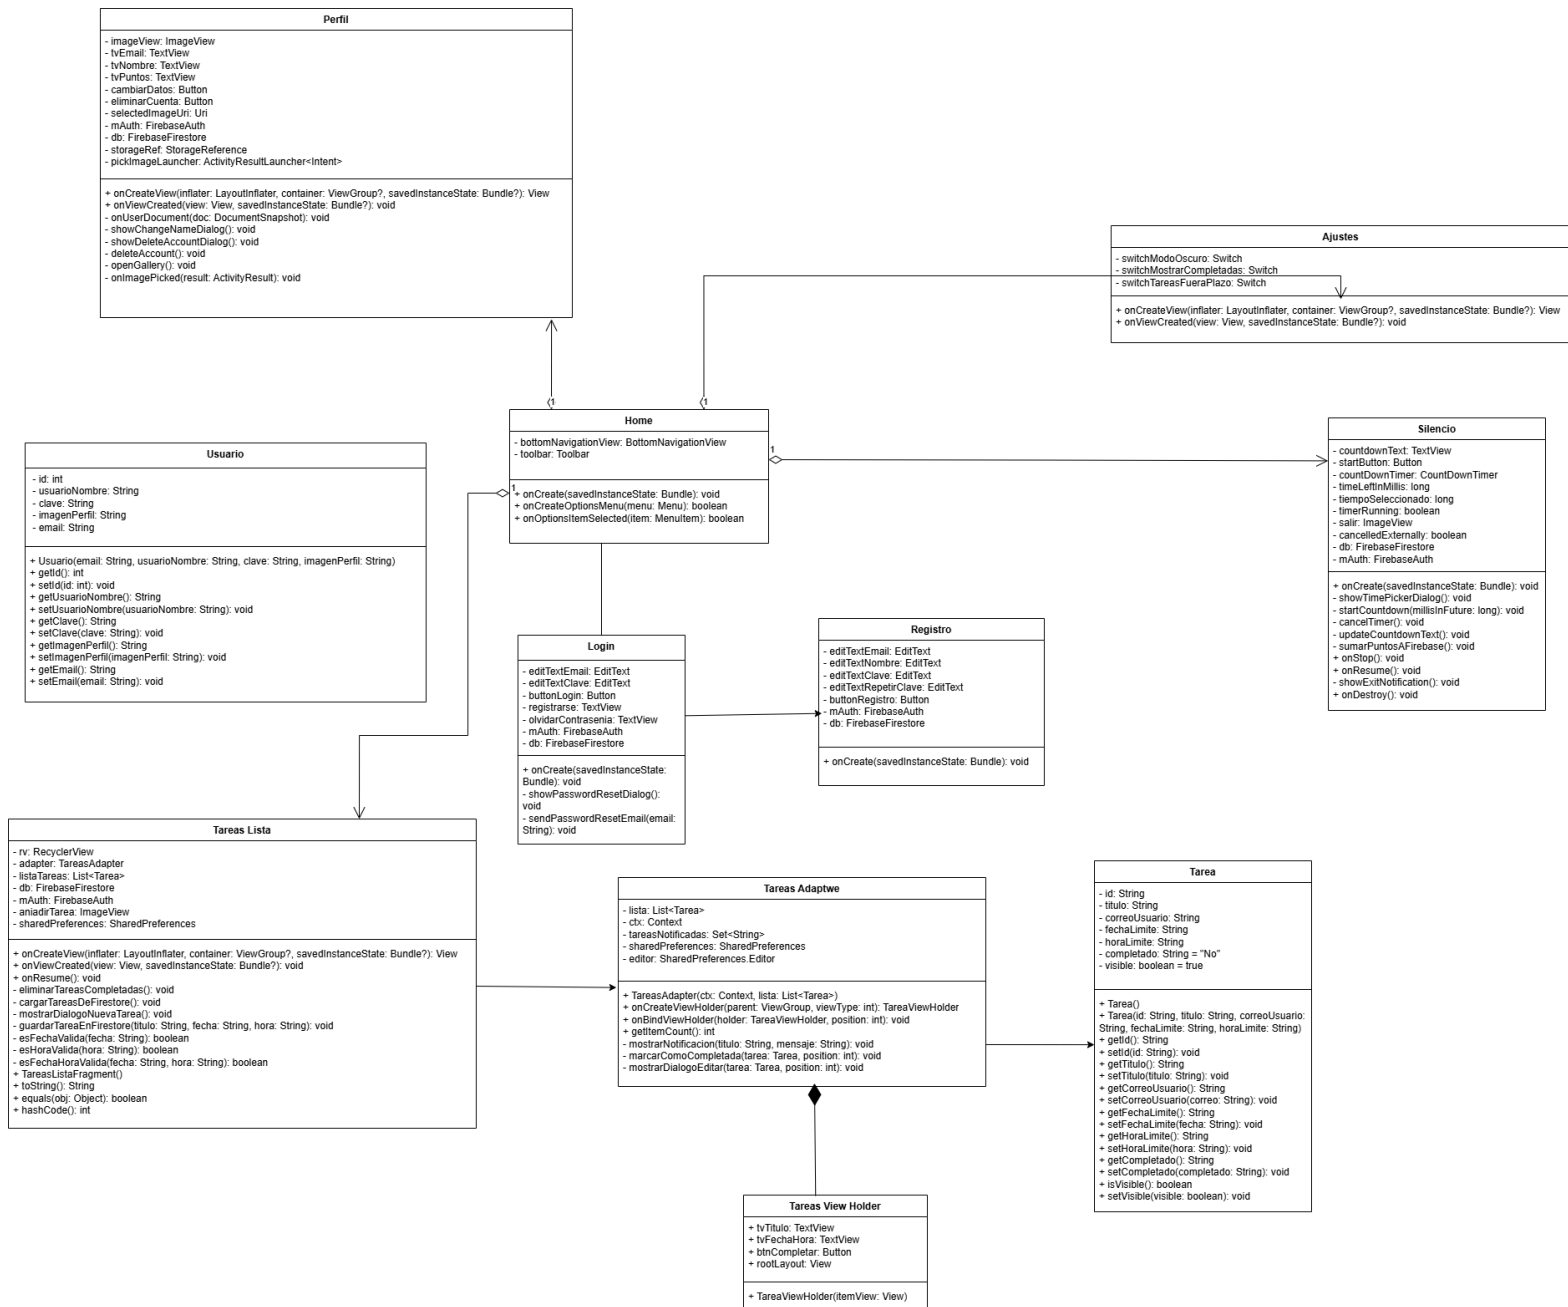 Perfil
- imageView: ImageView
- tvEmail: TextView
- tvNombre: TextView
- tvPuntos: TextView
- cambiarDatos: Button
- eliminarCuenta: Button
- selectedImageUri: Uri
- mAuth: FirebaseAuth
- db: FirebaseFirestore
- storageRef: StorageReference
- pickImageLauncher: ActivityResultLauncher<Intent>
+ onCreateView(inflater: LayoutInflater, container: ViewGroup?, savedInstanceState: Bundle?): View
+ onViewCreated(view: View, savedInstanceState: Bundle?): void
- onUserDocument(doc: DocumentSnapshot): void
- showChangeNameDialog(): void
- showDeleteAccountDialog(): void
- deleteAccount(): void
- openGallery(): void
- onImagePicked(result: ActivityResult): void
Ajustes
- switchModoOscuro: Switch
- switchMostrarCompletadas: Switch
- switchTareasFueraPlazo: Switch
+ onCreateView(inflater: LayoutInflater, container: ViewGroup?, savedInstanceState: Bundle?): View
+ onViewCreated(view: View, savedInstanceState: Bundle?): void
1
1
Home
- bottomNavigationView: BottomNavigationView
- toolbar: Toolbar
+ onCreate(savedInstanceState: Bundle): void
+ onCreateOptionsMenu(menu: Menu): boolean
+ onOptionsItemSelected(item: MenuItem): boolean
1
1
Silencio
- countdownText: TextView
- startButton: Button
- countDownTimer: CountDownTimer
- timeLeftInMillis: long
- tiempoSeleccionado: long
- timerRunning: boolean
- salir: ImageView
- cancelledExternally: boolean
- db: FirebaseFirestore
- mAuth: FirebaseAuth
+ onCreate(savedInstanceState: Bundle): void
- showTimePickerDialog(): void
- startCountdown(millisInFuture: long): void
- cancelTimer(): void
- updateCountdownText(): void
- sumarPuntosAFirebase(): void
+ onStop(): void
+ onResume(): void
- showExitNotification(): void
+ onDestroy(): void
Usuario
- id: int
- usuarioNombre: String
- clave: String
- imagenPerfil: String
- email: String
+ Usuario(email: String, usuarioNombre: String, clave: String, imagenPerfil: String)
+ getId(): int
+ setId(id: int): void
+ getUsuarioNombre(): String
+ setUsuarioNombre(usuarioNombre: String): void
+ getClave(): String
+ setClave(clave: String): void
+ getImagenPerfil(): String
+ setImagenPerfil(imagenPerfil: String): void
+ getEmail(): String
+ setEmail(email: String): void
Login
- editTextEmail: EditText
- editTextClave: EditText
- buttonLogin: Button
- registrarse: TextView
- olvidarContrasenia: TextView
- mAuth: FirebaseAuth
- db: FirebaseFirestore
+ onCreate(savedInstanceState:
Bundle): void
- showPasswordResetDialog():
void
- sendPasswordResetEmail(email:
String): void
Registro
- editTextEmail: EditText
- editTextNombre: EditText
- editTextClave: EditText
- editTextRepetirClave: EditText
- buttonRegistro: Button
- mAuth: FirebaseAuth
- db: FirebaseFirestore
+ onCreate(savedInstanceState: Bundle): void
Tareas Lista
- rv: RecyclerView
- adapter: TareasAdapter
- listaTareas: List<Tarea>
- db: FirebaseFirestore
- mAuth: FirebaseAuth
- aniadirTarea: ImageView
- sharedPreferences: SharedPreferences
+ onCreateView(inflater: LayoutInflater, container: ViewGroup?, savedInstanceState: Bundle?): View
+ onViewCreated(view: View, savedInstanceState: Bundle?): void
+ onResume(): void
- eliminarTareasCompletadas(): void
- cargarTareasDeFirestore(): void
- mostrarDialogoNuevaTarea(): void
- guardarTareaEnFirestore(titulo: String, fecha: String, hora: String): void
- esFechaValida(fecha: String): boolean
- esHoraValida(hora: String): boolean
- esFechaHoraValida(fecha: String, hora: String): boolean
+ TareasListaFragment()
+ toString(): String
+ equals(obj: Object): boolean
+ hashCode(): int
Tareas Adaptwe
- lista: List<Tarea>
- ctx: Context
- tareasNotificadas: Set<String>
- sharedPreferences: SharedPreferences
- editor: SharedPreferences.Editor
+ TareasAdapter(ctx: Context, lista: List<Tarea>)
+ onCreateViewHolder(parent: ViewGroup, viewType: int): TareaViewHolder
+ onBindViewHolder(holder: TareaViewHolder, position: int): void
+ getItemCount(): int
- mostrarNotificacion(titulo: String, mensaje: String): void
- marcarComoCompletada(tarea: Tarea, position: int): void
- mostrarDialogoEditar(tarea: Tarea, position: int): void
Tarea
- id: String
- titulo: String
- correoUsuario: String
- fechaLimite: String
- horaLimite: String
- completado: String = "No"
- visible: boolean = true
+ Tarea()
+ Tarea(id: String, titulo: String, correoUsuario:
String, fechaLimite: String, horaLimite: String)
+ getId(): String
+ setId(id: String): void
+ getTitulo(): String
+ setTitulo(titulo: String): void
+ getCorreoUsuario(): String
+ setCorreoUsuario(correo: String): void
+ getFechaLimite(): String
+ setFechaLimite(fecha: String): void
+ getHoraLimite(): String
+ setHoraLimite(hora: String): void
+ getCompletado(): String
+ setCompletado(completado: String): void
+ isVisible(): boolean
+ setVisible(visible: boolean): void
Tareas View Holder
+ tvTitulo: TextView
+ tvFechaHora: TextView
+ btnCompletar: Button
+ rootLayout: View
+ TareaViewHolder(itemView: View)